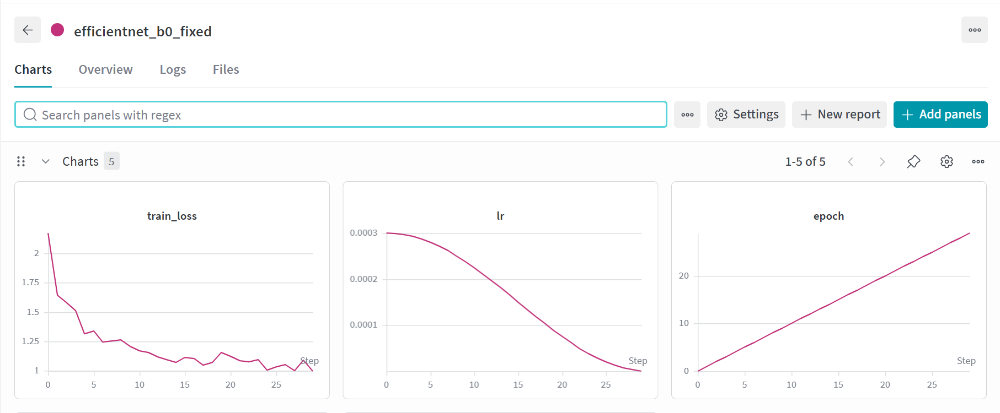 efficientnet_b0_fixed
Charts Overview Logs Files
Search panels with regex
Settings
New report
Add panels
Charts 5
1-5 of 5
train_loss
2
1.75
1.5
1.25
1
0 5 10 15 20 25
Step
lr
0.0003
0.0002
0.0001
0 5 10 15 20 25
Step
epoch
20
10
0
0 5 10 15 20 25
Step